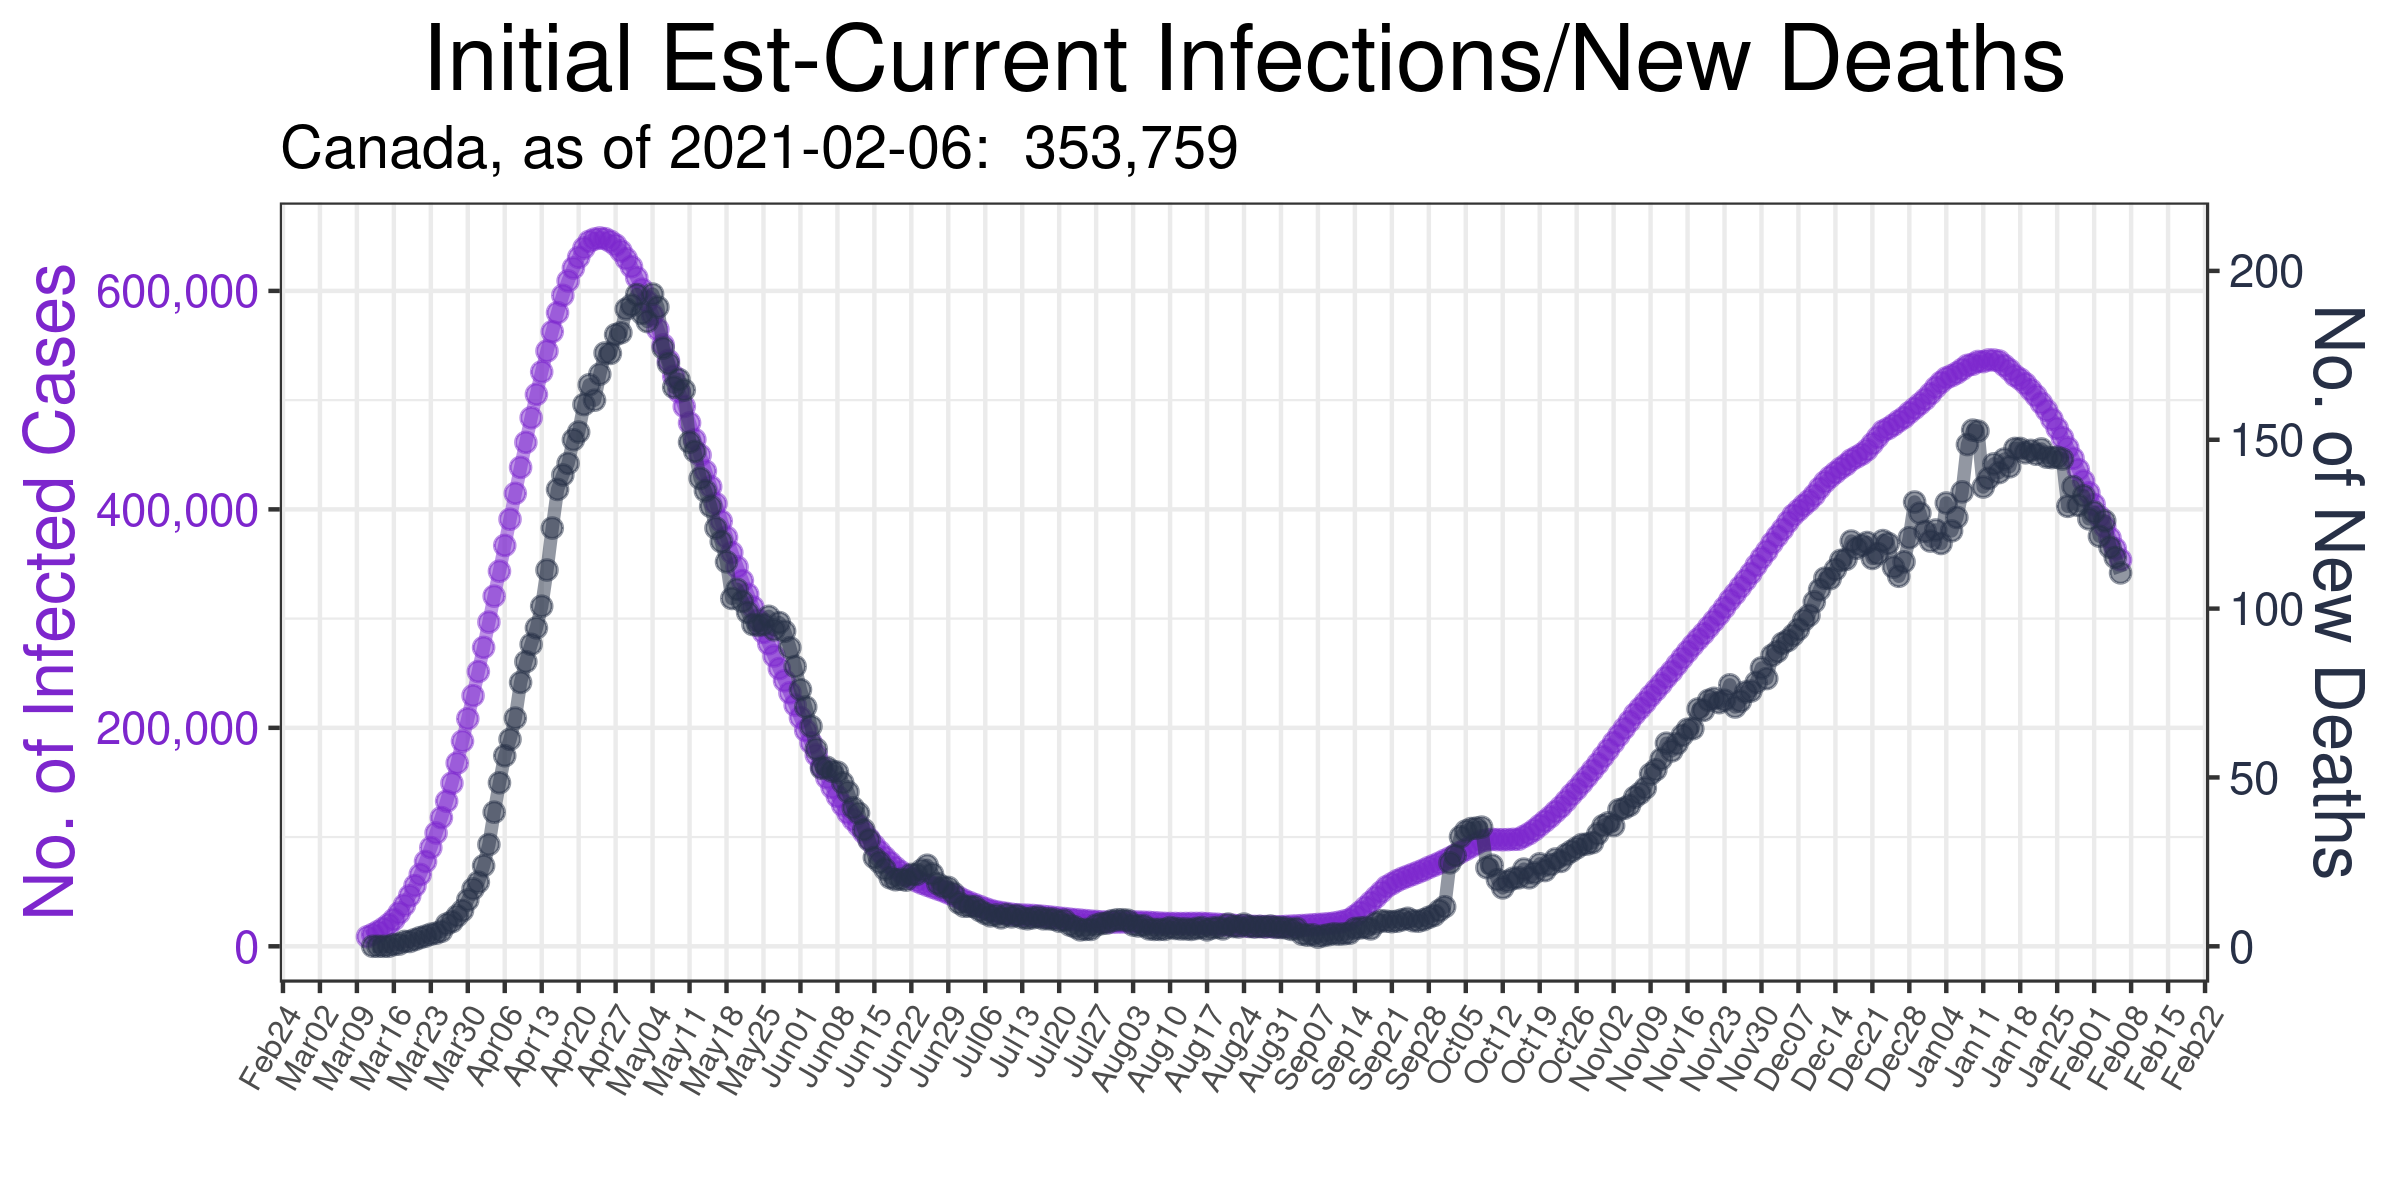 Initial Est-Current Infections/New Deaths
Canada, as of 2021-02-06: 353,759
No. of Infected Cases
600,000
400,000
200,000
0
200
150
100
50
0
No. of New Deaths
Feb24 Mar02 Mar09 Mar16 Mar23 Mar30 Apr06 Apr13 Apr20 Apr27 May04 May11 May18 May25 Jun01 Jun08 Jun15 Jun22 Jun29 Jul06 Jul13 Jul20 Jul27 Aug03 Aug10 Aug17 Aug24 Aug31 Sep07 Sep14 Sep21 Sep28 Oct05 Oct12 Oct19 Oct26 Nov02 Nov09 Nov16 Nov23 Nov30 Dec07 Dec14 Dec21 Dec28 Jan04 Jan11 Jan18 Jan25 Feb01 Feb08 Feb15 Feb22